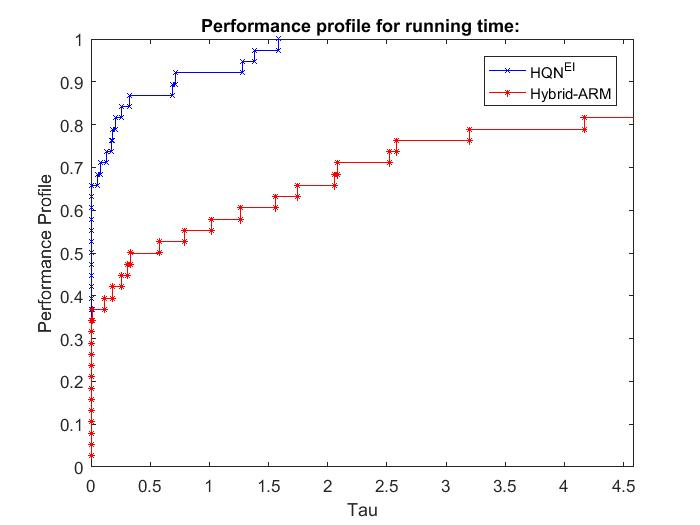 Performance profile for running time:
1
0.9
0.8
0.7
0.6
0.5
0.4
0.3
0.2
0.1
0
Performance Profile
HQN^EI
Hybrid-ARM
0 0.5 1 1.5 2 2.5 3 3.5 4 4.5
Tau